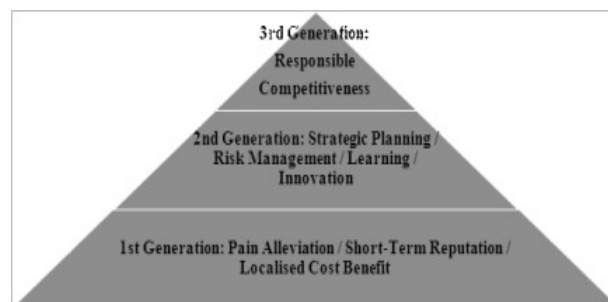 3rd Generation:
Responsible
Competitiveness
2nd Generation: Strategic Planning /
Risk Management / Learning /
Innovation
1st Generation: Pain Alleviation / Short-Term Reputation /
Localised Cost Benefit